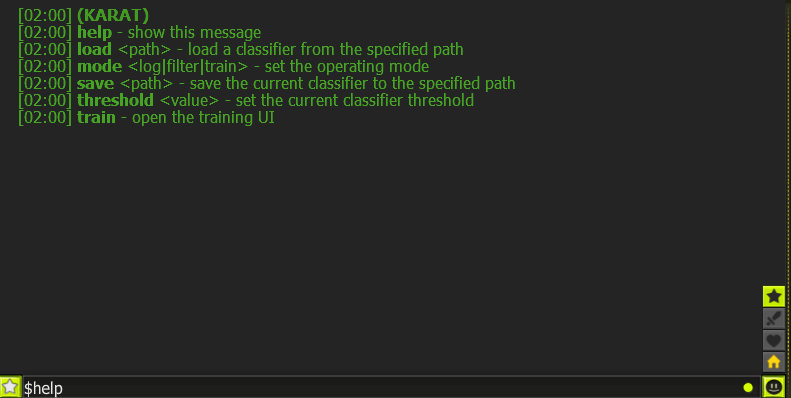 [02:00] (KARAT)
[02:00] help - show this message
[02:00] load <path> - load a classifier from the specified path
[02:00] mode <log|filter|train> - set the operating mode
[02:00] save <path> - save the current classifier to the specified path
[02:00] threshold <value> - set the current classifier threshold
[02:00] train - open the training UI
$help